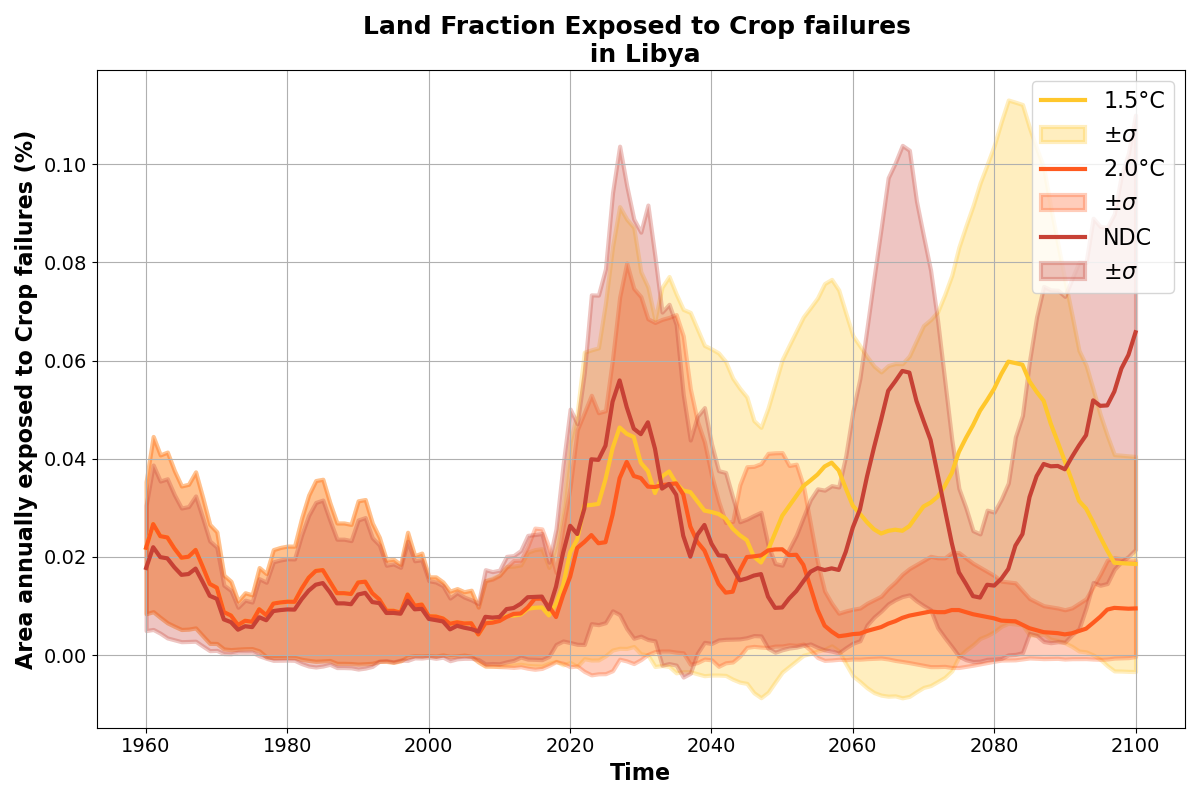 Land Fraction Exposed to Crop failures
in Libya
Area annually exposed to Crop failures (%)
0.10
0.08
0.06
0.04
0.02
0.00
1960
1980
2000
2020
2040
2060
2080
2100
Time
1.5°C
±σ
2.0°C
±σ
NDC
±σ